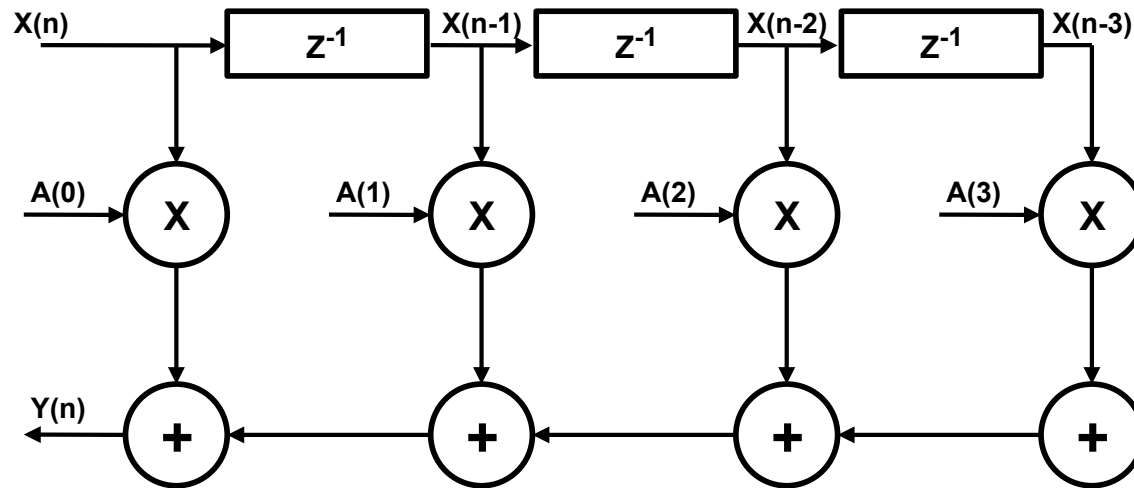 X(n) Z-1 X(n-1) Z-1 X(n-2) Z-1 X(n-3)
A(0) X A(1) X A(2) X A(3) X
Y(n) + + + +